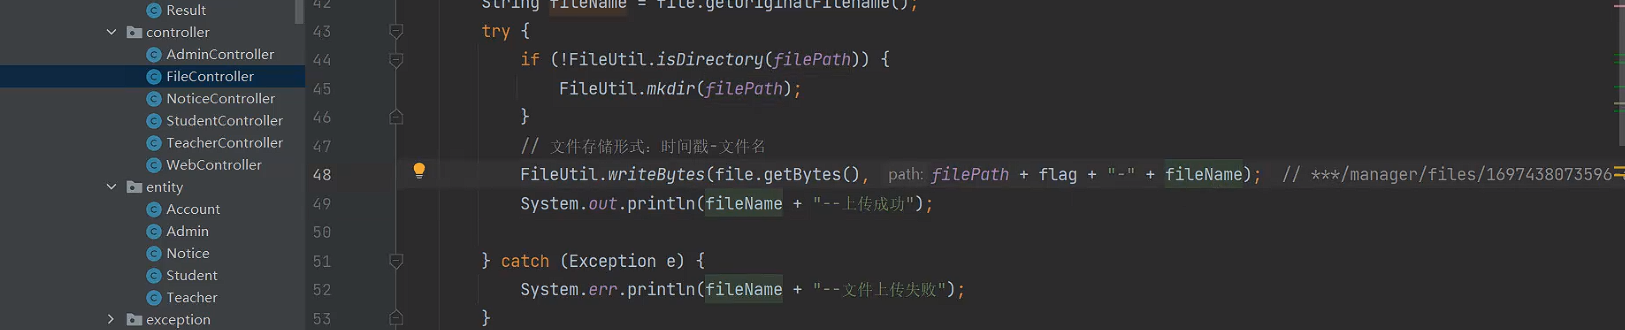 Result
controller
AdminController
FileController
NoticeController
StudentController
TeacherController
WebController
entity
Account
Admin
Notice
Student
Teacher
exception
42 String fileName = file.getOriginalFilename();
43 try {
44 if (!FileUtil.isDirectory(filePath)) {
45 FileUtil.mkdir(filePath);
46 }
47 // 文件存储形式：时间戳-文件名
48 FileUtil.writeBytes(file.getBytes(), path: filePath + flag + "-" + fileName); // ***/manager/files/1697438073596
49 System.out.println(fileName + "--上传成功");
50
51 } catch (Exception e) {
52 System.err.println(fileName + "--文件上传失败");
53 }